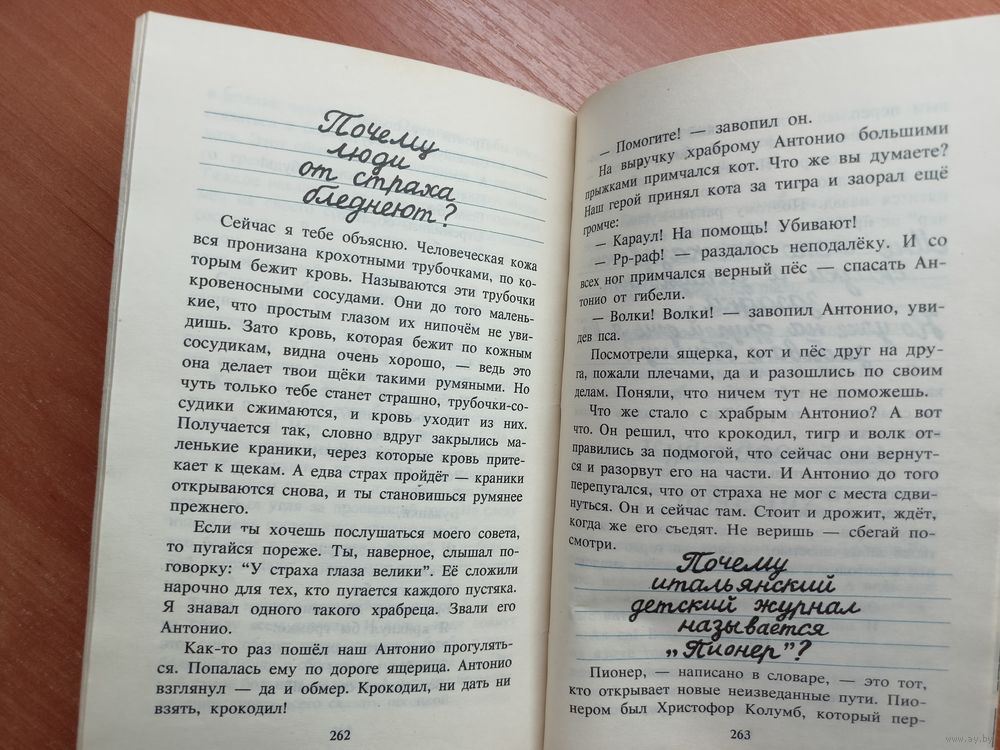 Почему
люди
от страха
бледнеют?
Сейчас я тебе объясню. Человеческая кожа
вся пронизана крохотными трубочками, по ко-
торым бежит кровь. Называются эти трубочки
кровеносными сосудами. Они до того малень-
кие, что простым глазом их нипочём не уви-
дишь. Зато кровь, которая бежит по кожным
сосудикам, видна очень хорошо, — ведь это
она делает твои щёки такими румяными. Но
чуть только тебе станет страшно, трубочки-со-
судики сжимаются, и кровь уходит из них.
Получается так, словно вдруг закрылись ма-
ленькие краники, через которые кровь прите-
кает к щекам. А едва страх пройдёт — краники
открываются снова, и ты становишься румянее
прежнего.
Если ты хочешь послушаться моего совета,
то пугайся пореже. Ты, наверное, слышал по-
говорку: “У страха глаза велики”. Её сложили
нарочно для тех, кто пугается каждого пустяка.
Я знавал одного такого храбреца. Звали его
Антонио.
Как-то раз пошёл наш Антонио прогулять-
ся. Попалась ему по дороге ящерица. Антонио
взглянул — да и обмер. Крокодил, ни дать ни
взять, крокодил!
262
— Помогите! — завопил он.
На выручку храброму Антонио большими
прыжками примчался кот. Что же вы думаете?
Наш герой принял кота за тигра и заорал ещё
громче:
— Караул! На помощь! Убивают!
— Рр-раф! — раздалось неподалёку. И со
всех ног примчался верный пёс — спасать Ан-
тонио от гибели.
— Волки! Волки! — завопил Антонио, уви-
дев пса.
Посмотрели ящерка, кот и пёс друг на дру-
га, пожали плечами, да и разошлись по своим
делам. Поняли, что ничем тут не поможешь.
Что же стало с храбрым Антонио? А вот
что. Он решил, что крокодил, тигр и волк от-
правились за подмогой, что сейчас они вернут-
ся и разорвут его на части. И Антонио до того
перепугался, что от страха не мог с места сдви-
нуться. Он и сейчас там. Стоит и дрожит, ждёт,
когда же его съедят. Не веришь — сбегай по-
смотри.
Почему
итальянский
детский журнал
называется
„Пионер”?
Пионер, — написано в словаре, — это тот,
кто открывает новые неизведанные пути. Пио-
нером был Христофор Колумб, который пер-
263
www.ay.by